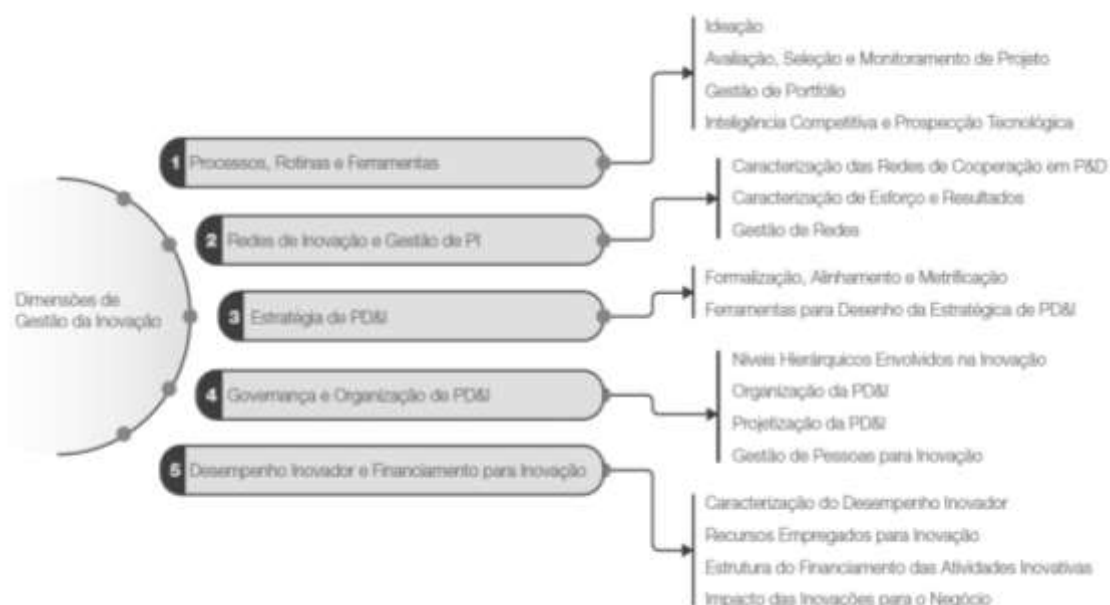 Dimensões de
Gestão da Inovação
1 Processos, Rotinas e Ferramentas
Ideação
Avaliação, Seleção e Monitoramento de Projeto
Gestão de Portfólio
Inteligência Competitiva e Prospecção Tecnológica
2 Redes de Inovação e Gestão de PI
Caracterização das Redes de Cooperação em P&D
Caracterização de Esforço e Resultados
Gestão de Redes
3 Estratégia de PD&I
Formalização, Alinhamento e Metrificação
Ferramentas para Desenho da Estratégica de PD&I
4 Governança e Organização de PD&I
Níveis Hierárquicos Envolvidos na Inovação
Organização da PD&I
Projetização da PD&I
Gestão de Pessoas para Inovação
5 Desempenho Inovador e Financiamento para Inovação
Caracterização do Desempenho Inovador
Recursos Empregados para Inovação
Estrutura do Financiamento das Atividades Inovativas
Impacto das Inovações para o Negócio